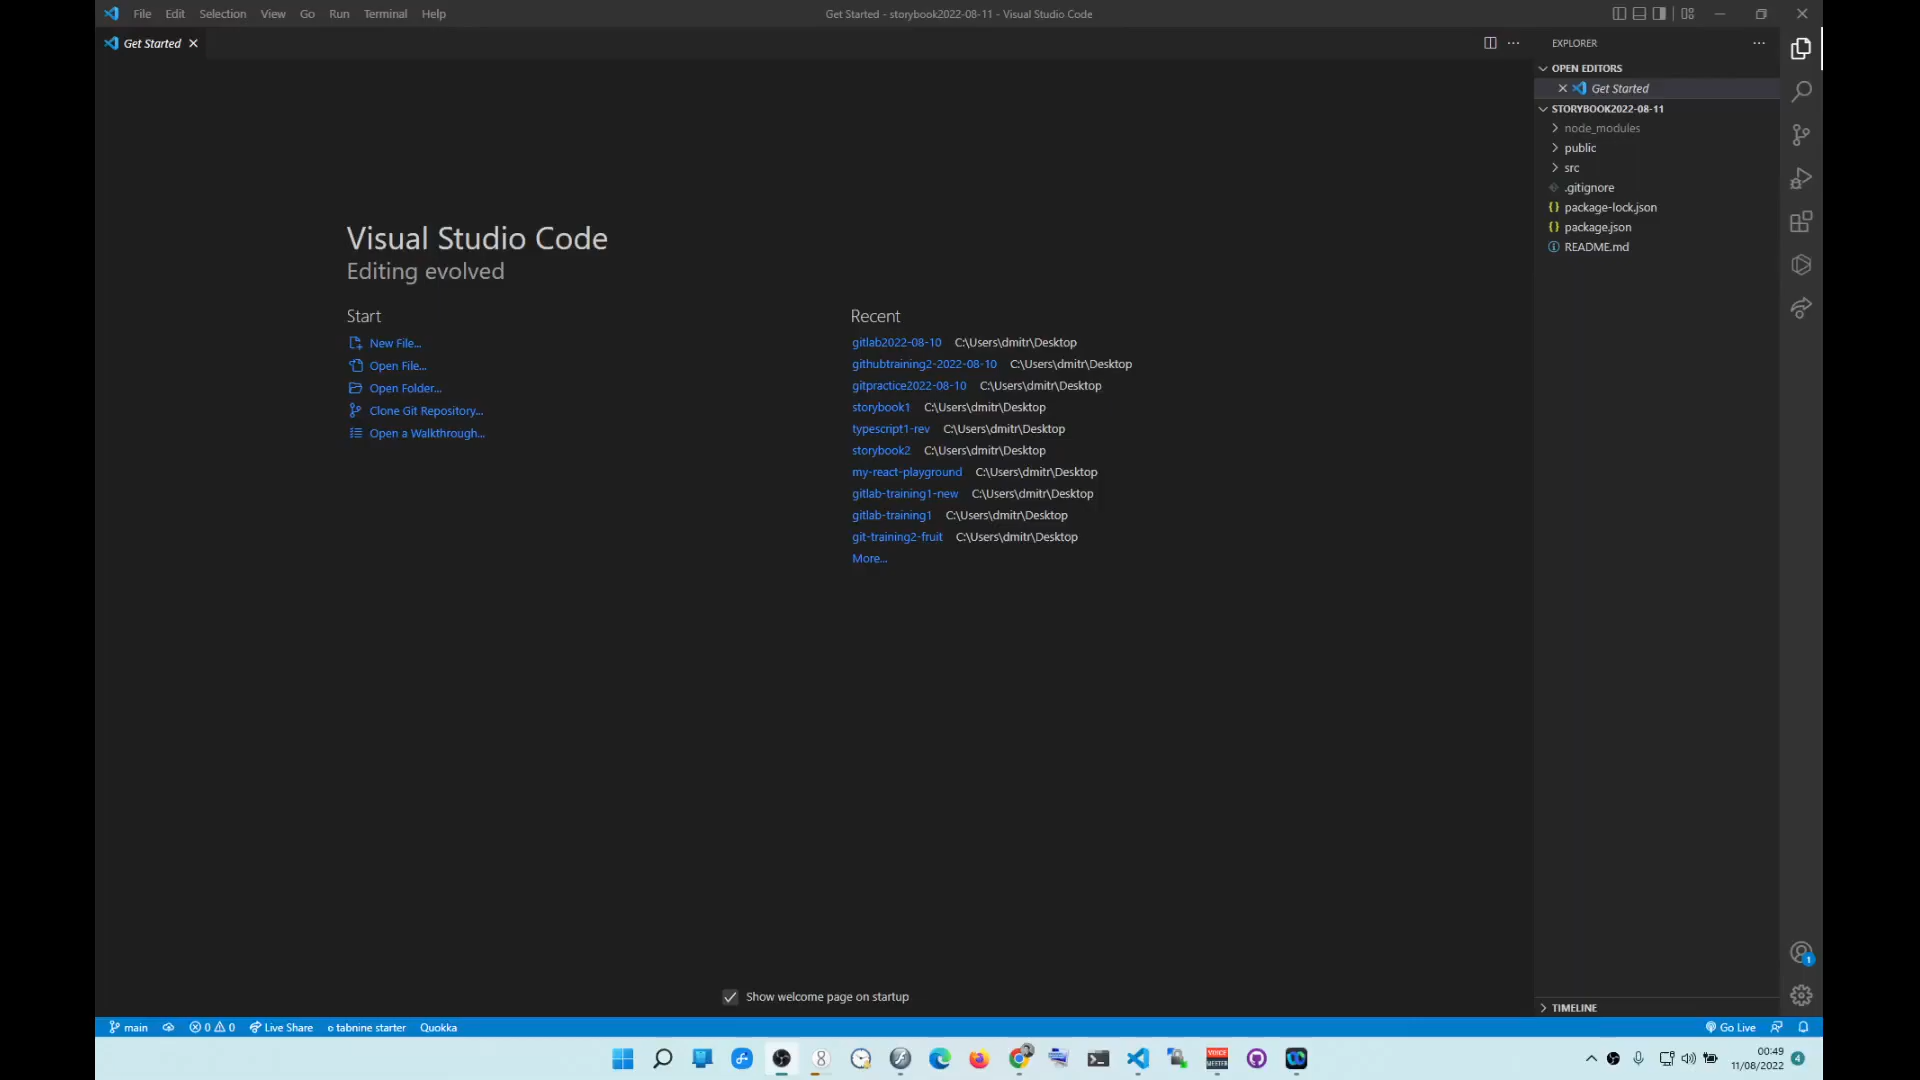 File Edit Selection View Go Run Terminal Help
Get Started - storybook2022-08-11 - Visual Studio Code
Get Started
EXPLORER
OPEN EDITORS
Get Started
STORYBOOK2022-08-11
node_modules
public
src
.gitignore
package-lock.json
package.json
README.md
Visual Studio Code
Editing evolved
Start
New File...
Open File...
Open Folder...
Clone Git Repository...
Open a Walkthrough...
Recent
gitlab2022-08-10 C:\Users\dmitr\Desktop
githubtraining2-2022-08-10 C:\Users\dmitr\Desktop
gitpractice2022-08-10 C:\Users\dmitr\Desktop
storybook1 C:\Users\dmitr\Desktop
typescript1-rev C:\Users\dmitr\Desktop
storybook2 C:\Users\dmitr\Desktop
my-react-playground C:\Users\dmitr\Desktop
gitlab-training1-new C:\Users\dmitr\Desktop
gitlab-training1 C:\Users\dmitr\Desktop
git-training2-fruit C:\Users\dmitr\Desktop
More...
Show welcome page on startup
TIMELINE
1
main 0 0 Live Share tabnine starter Quokka
Go Live
VOICE MEETER
00:49
11/08/2022
4